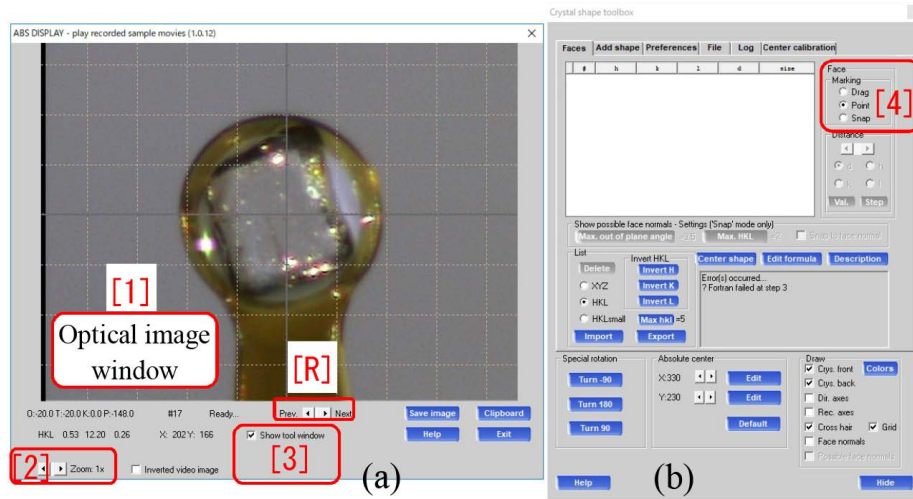 ABS DISPLAY - play recorded sample movies (1.0.12)
[1]
Optical image
window
[R]
O:-20.0 T:-20.0 K:0.0 P:-148.0 #17 Ready... Prev. Next Save image Clipboard
HKL 0.53 12.20 0.26 X: 202 Y: 166 Show tool window Help Exit
[2] Zoom: 1x Inverted video image [3]
(a)
Crystal shape toolbox
Faces Add shape Preferences File Log Center calibration
# h k l d size
Face
Marking
Drag
Point
Snap
[4]
Distance
d h
k l
Val. Step
Show possible face normals - Settings ('Snap' mode only)
Max. out of plane angle Max. HKL Snap to face normal
List Invert HKL Center shape Edit formula Description
Delete Invert H
XYZ Invert K
HKL Invert L
HKLsmall Max hkl =5
Import Export
Error(s) occurred...
? Fortran failed at step 3
Special rotation
Turn -90
Turn 180
Turn 90
Absolute center
X:330 Edit
Y:230 Edit
Default
Draw
Crys. front Colors
Crys. back
Dir. axes
Rec. axes
Cross hair Grid
Face normals
Possible face normals
Help (b) Hide